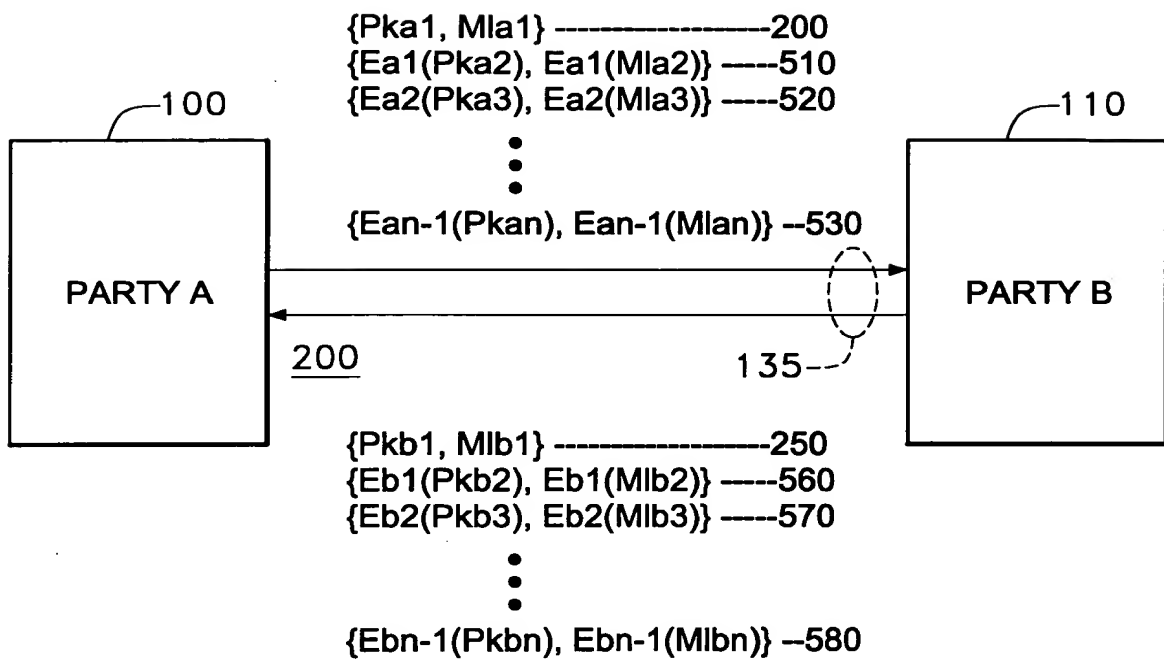 {Pka1, Mla1} -------------------200
{Ea1(Pka2), Ea1(Mla2)} -----510
{Ea2(Pka3), Ea2(Mla3)} -----520
100
110
{Ean-1(Pkan), Ean-1(Mlan)} --530
PARTY A
PARTY B
200
135
{Pkb1, Mlb1} -------------------250
{Eb1(Pkb2), Eb1(Mlb2)} -----560
{Eb2(Pkb3), Eb2(Mlb3)} -----570
{Ebn-1(Pkbn), Ebn-1(Mlbn)} --580